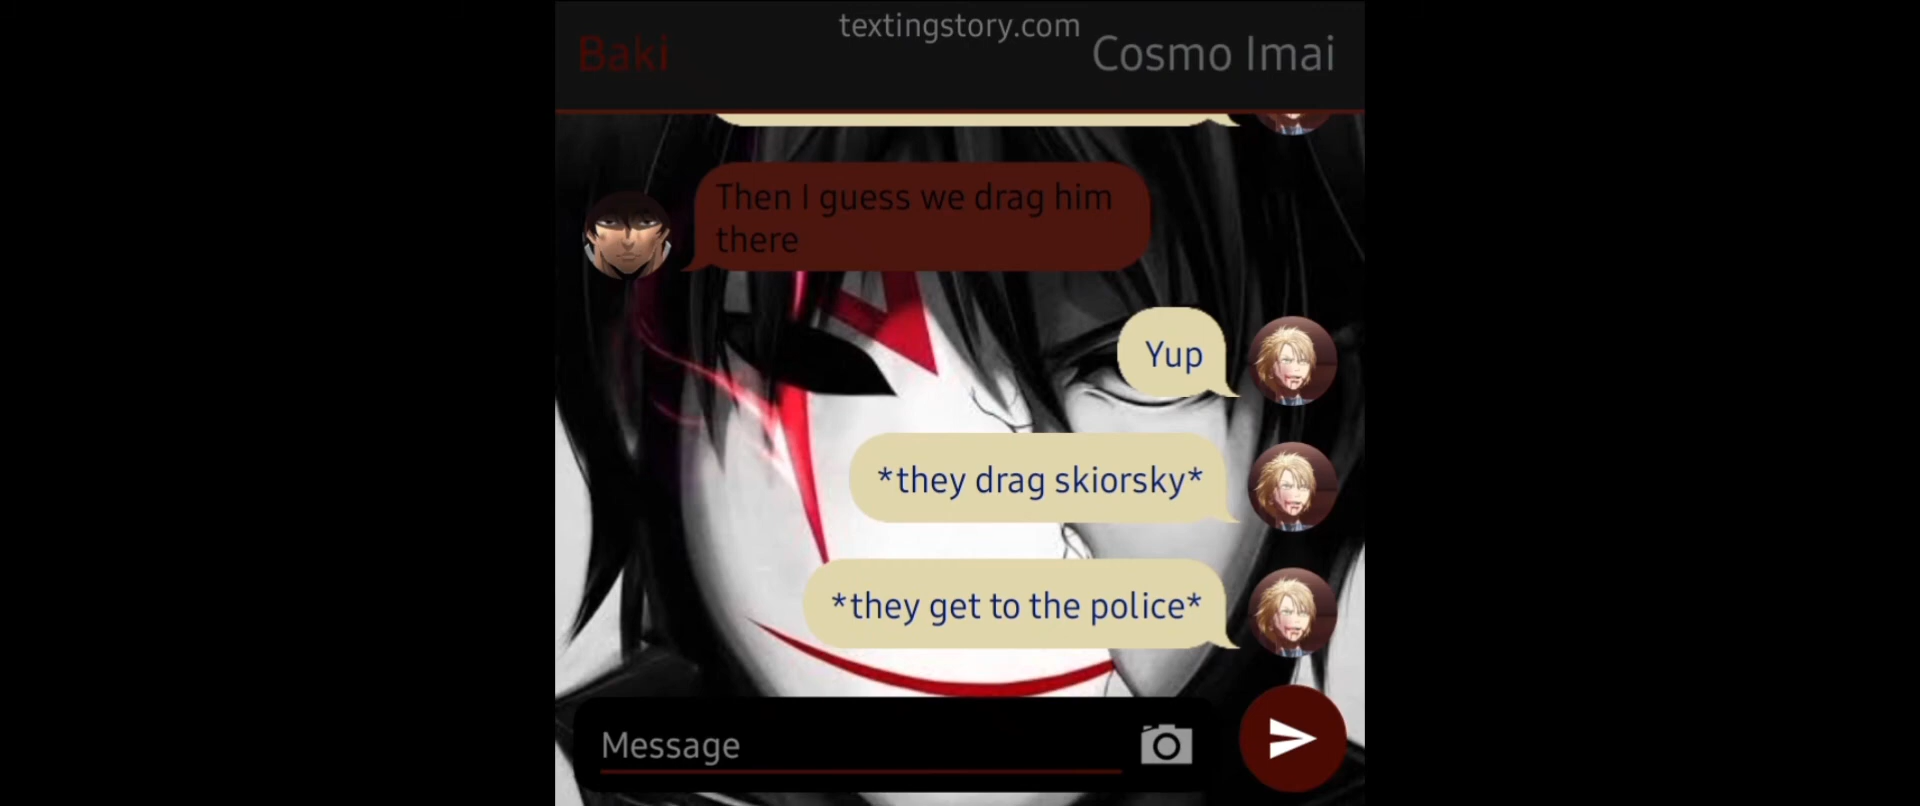 textingstory.com
Baki
Cosmo Imai
Then I guess we drag him
there
Yup
*they drag skiorsky*
*they get to the police*
Message